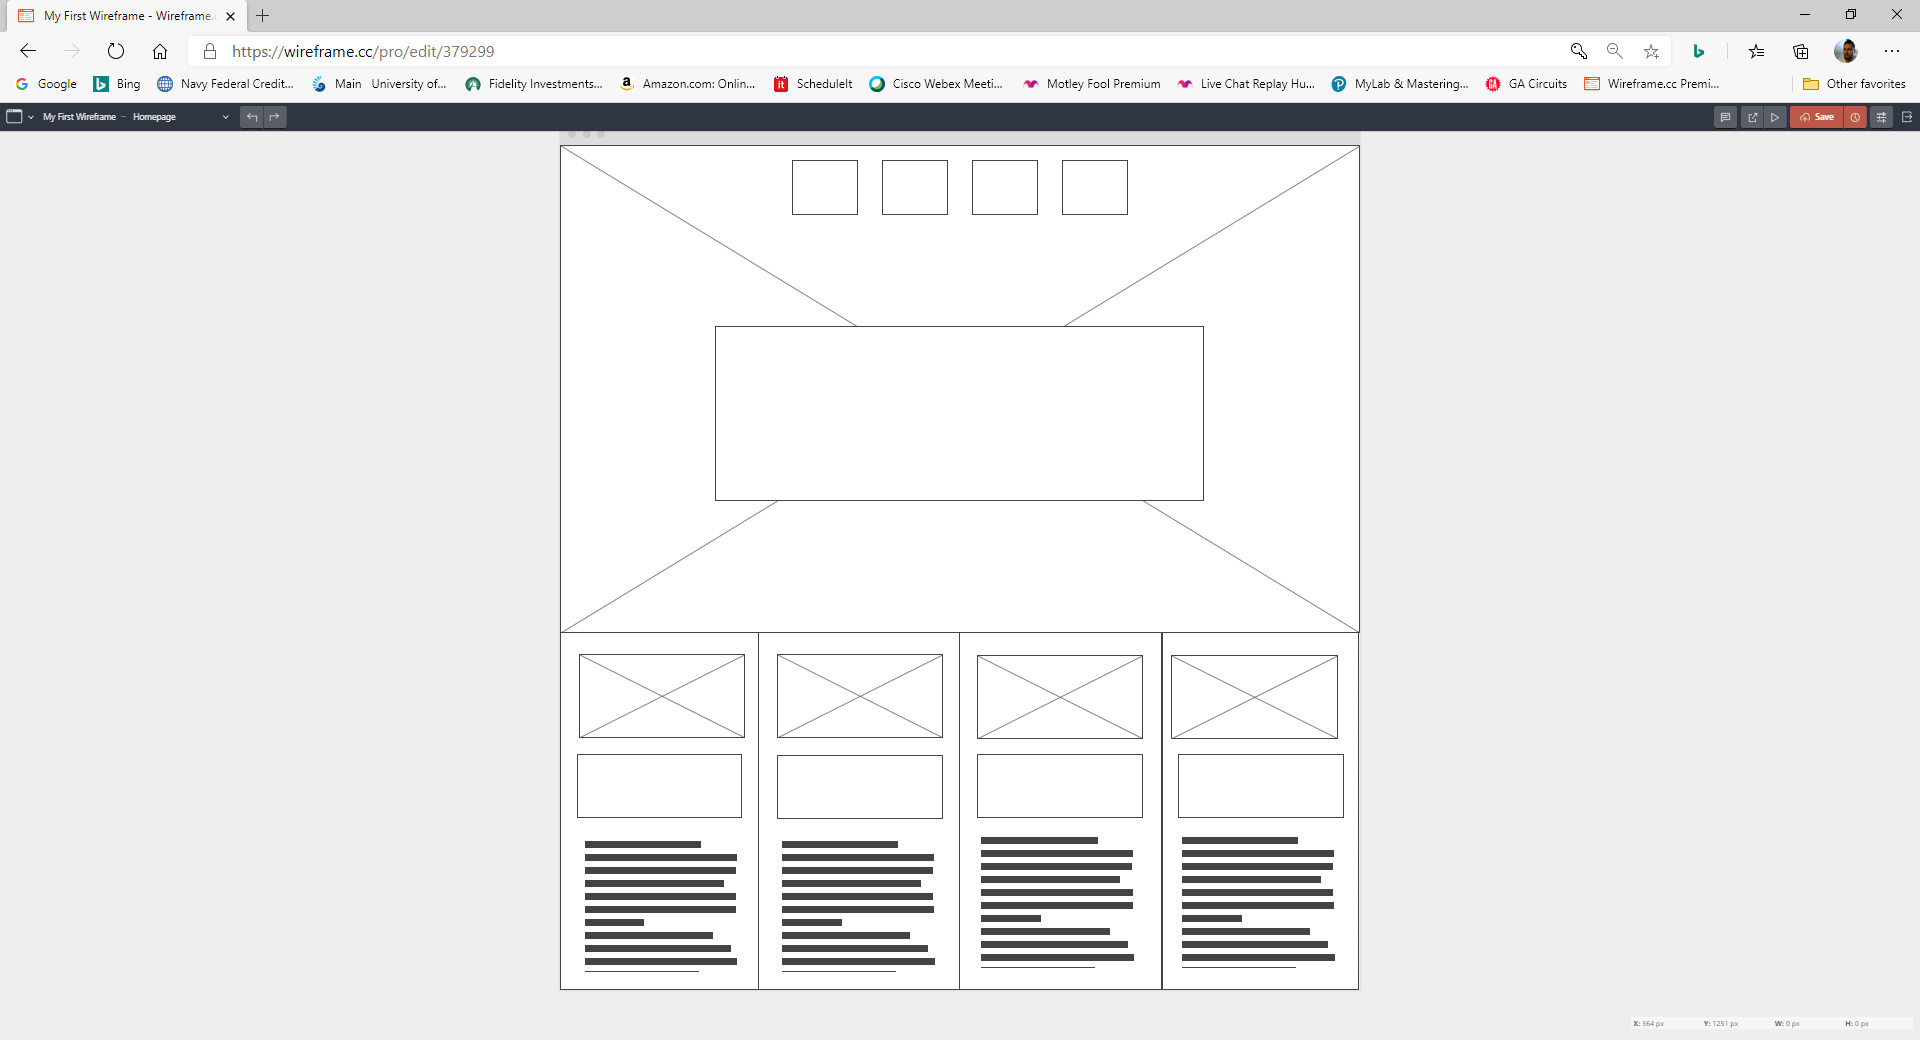 My First Wireframe - Wireframe.
https://wireframe.cc/pro/edit/379299
Google Bing Navy Federal Credit... Main University of... Fidelity Investments... Amazon.com: Onlin... ScheduleIt Cisco Webex Meeti... Motley Fool Premium Live Chat Replay Hu... MyLab & Mastering... GA Circuits Wireframe.cc Premi... Other favorites
My First Wireframe -- Homepage Save
X: 364 px Y: 1251 px W: 0 px H: 0 px